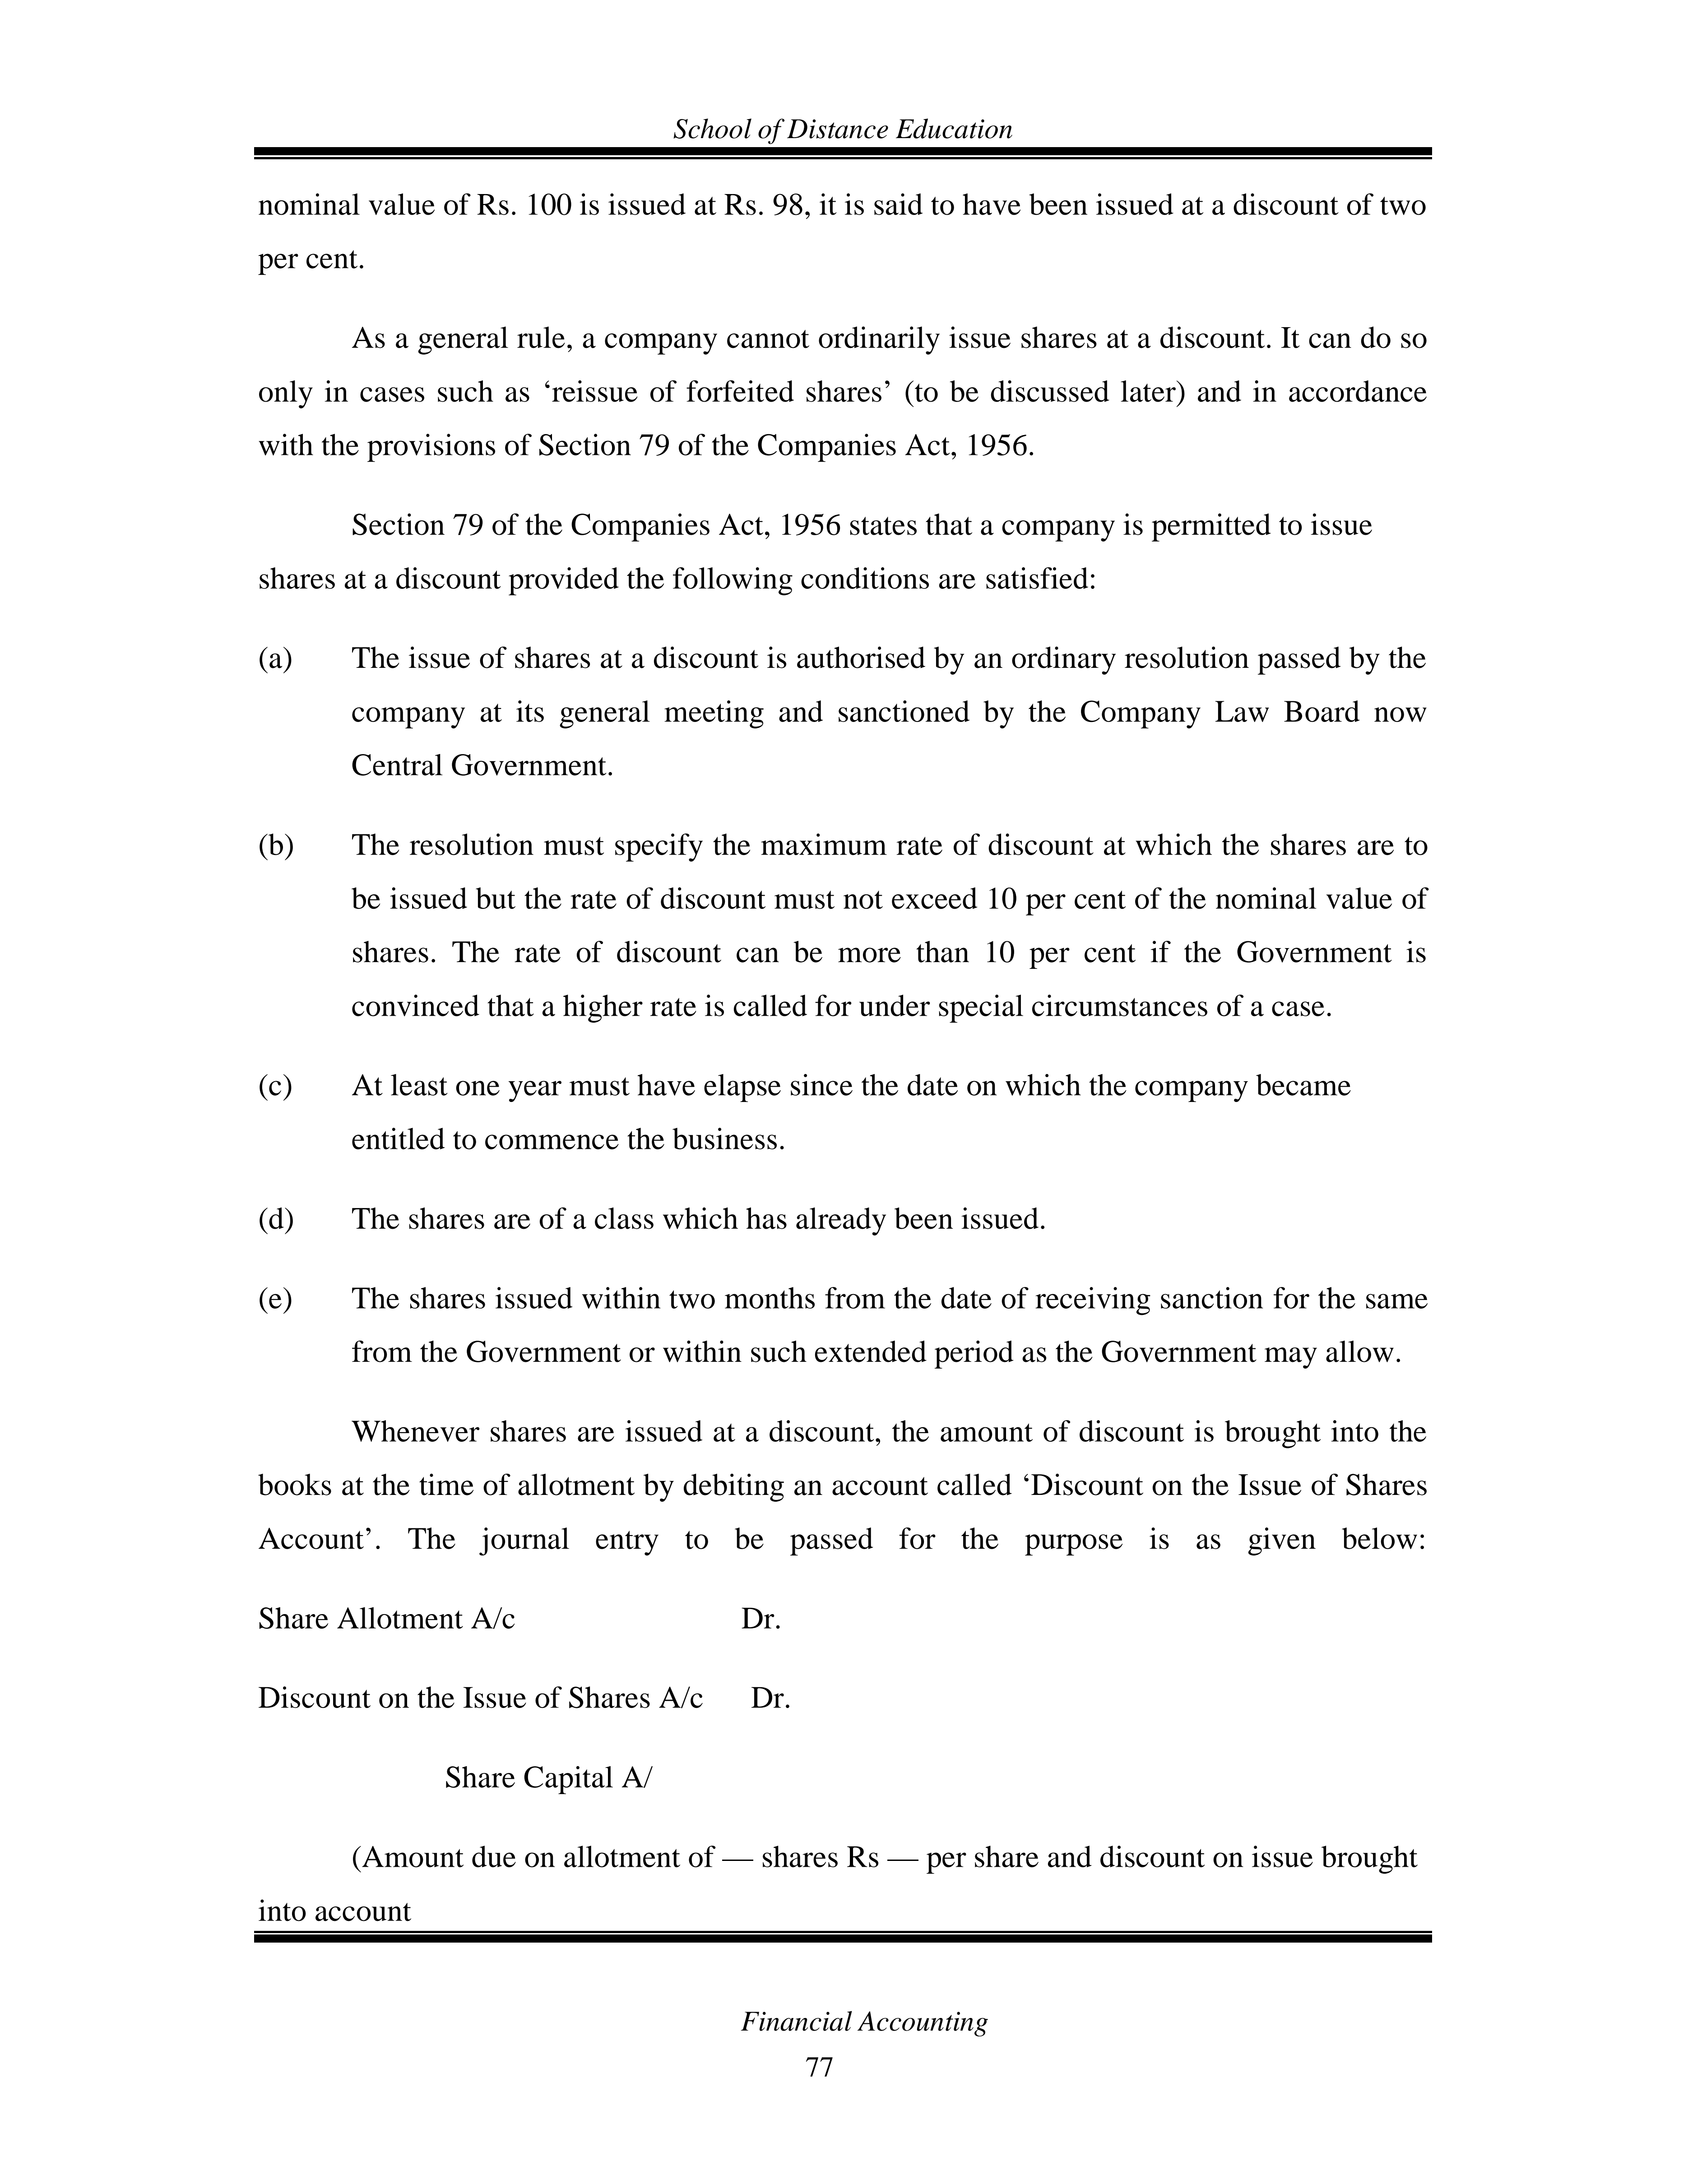 School of Distance Education
nominal value of Rs. 100 is issued at Rs. 98, it is said to have been issued at a discount of two
per cent.
As a general rule, a company cannot ordinarily issue shares at a discount. It can do so
only in cases such as ‘reissue of forfeited shares’ (to be discussed later) and in accordance
with the provisions of Section 79 of the Companies Act, 1956.
Section 79 of the Companies Act, 1956 states that a company is permitted to issue
shares at a discount provided the following conditions are satisfied:
(a) The issue of shares at a discount is authorised by an ordinary resolution passed by the
company at its general meeting and sanctioned by the Company Law Board now
Central Government.
(b) The resolution must specify the maximum rate of discount at which the shares are to
be issued but the rate of discount must not exceed 10 per cent of the nominal value of
shares. The rate of discount can be more than 10 per cent if the Government is
convinced that a higher rate is called for under special circumstances of a case.
(c) At least one year must have elapse since the date on which the company became
entitled to commence the business.
(d) The shares are of a class which has already been issued.
(e) The shares issued within two months from the date of receiving sanction for the same
from the Government or within such extended period as the Government may allow.
Whenever shares are issued at a discount, the amount of discount is brought into the
books at the time of allotment by debiting an account called ‘Discount on the Issue of Shares
Account’. The journal entry to be passed for the purpose is as given below:
Share Allotment A/c Dr.
Discount on the Issue of Shares A/c Dr.
Share Capital A/
(Amount due on allotment of — shares Rs — per share and discount on issue brought
into account
Financial Accounting
77